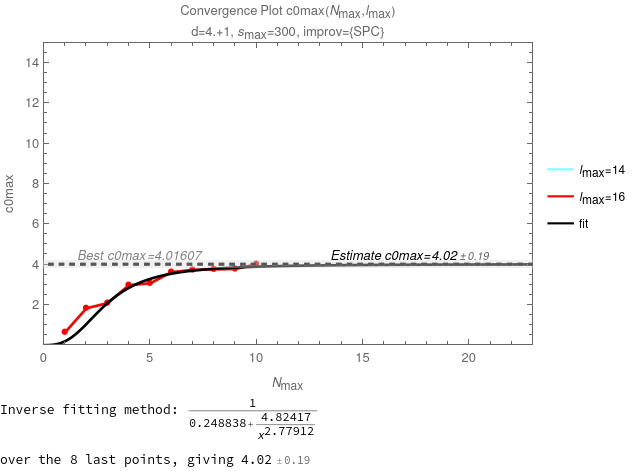 Convergence Plot c0max(Nmax,lmax)
d=4.+1, smax=300, improv={SPC}
14
12
10
8
6
4
2
c0max
Best c0max=4.01607
Estimate c0max=4.02 ±0.19
0
5
10
15
20
Nmax
lmax=14
lmax=16
fit
Inverse fitting method: 1
0.248838+ 4.82417
x2.77912
over the 8 last points, giving 4.02 ±0.19